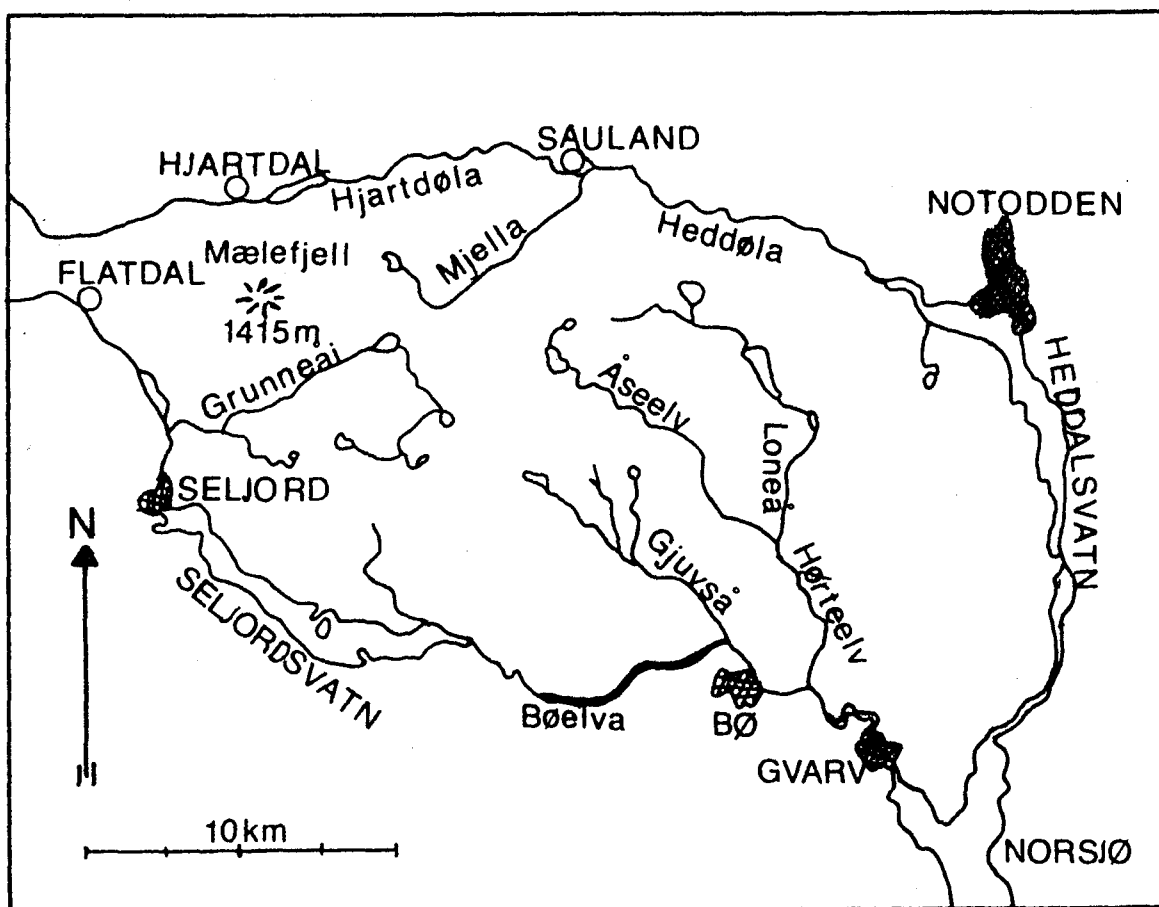 SAULAND
HJARTDAL
Hjartdøla
NOTODDEN
Heddøla
Mjella
Mælefjell
FLATDAL
1415m
Grunneai
Åseelv
HEDDALSVATN
Loneå
SELJORD
N
Gjuvså
Hørteelv
SELJORDSVATN
Bøelva
BØ
GVARV
10km
NORSJØ